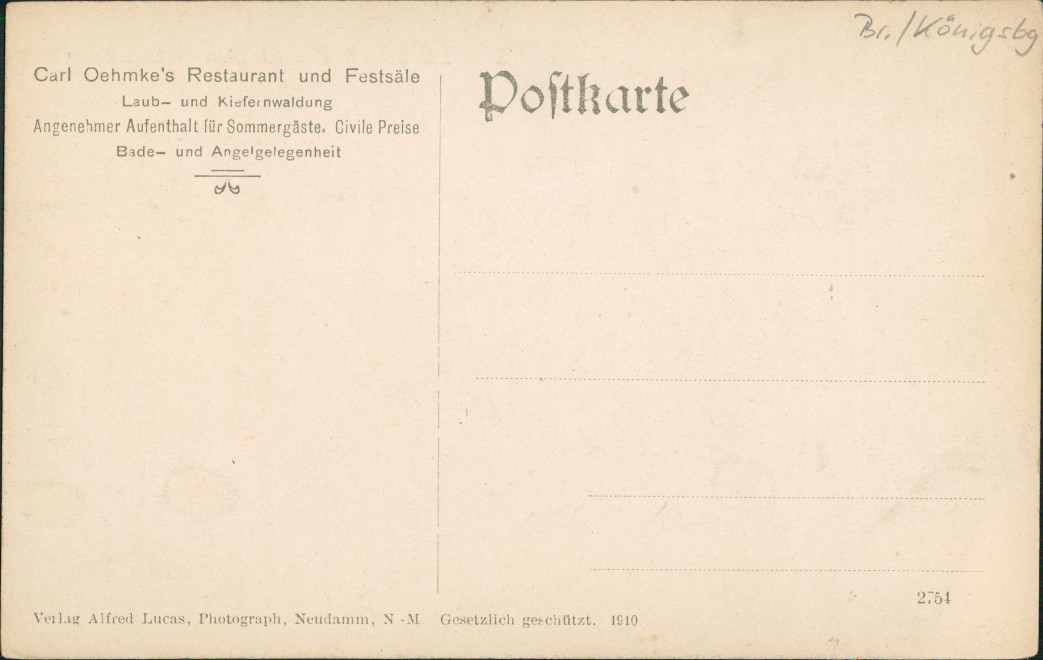 Br./Königsbg
Carl Oehmke's Restaurant und Festsäle
Laub- und Kiefernwaldung
Angenehmer Aufenthalt für Sommergäste. Civile Preise
Bade- und Angelgelegenheit
Poſtkarte
2754
Verlag Alfred Lucas, Photograph, Neudamm, N.-M. Gesetzlich geschützt. 1910